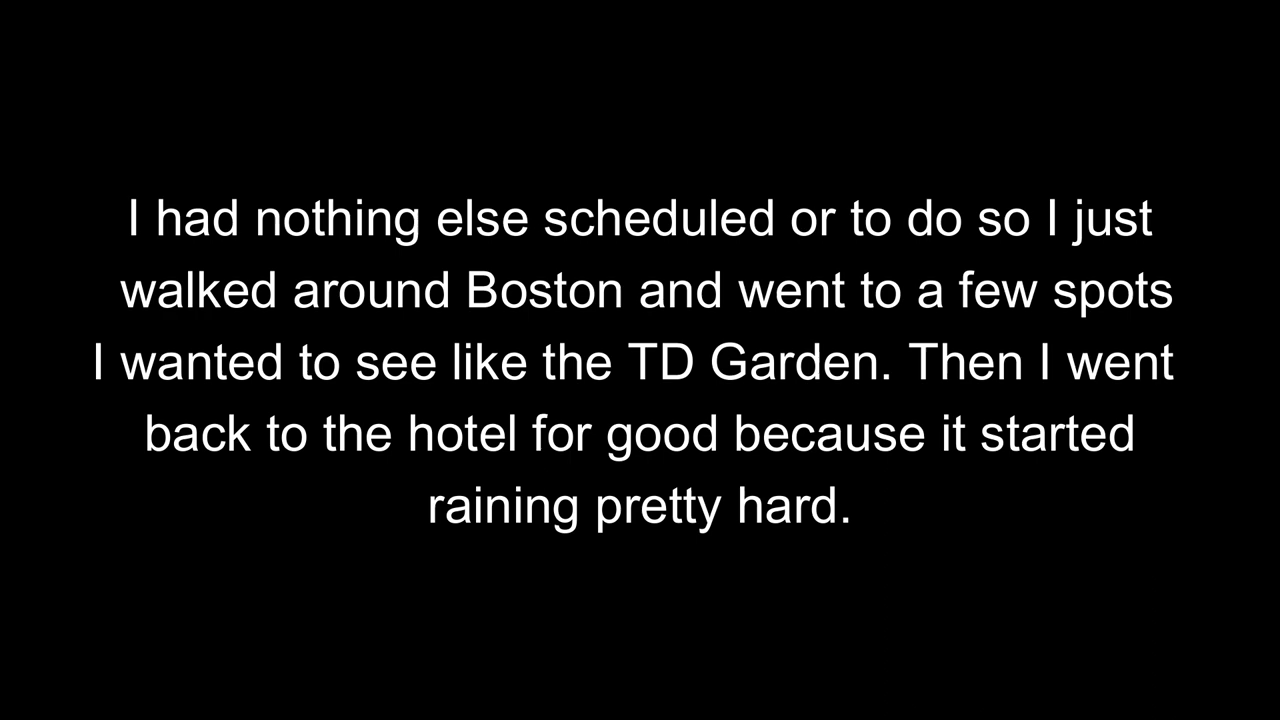 I had nothing else scheduled or to do so I just
walked around Boston and went to a few spots
I wanted to see like the TD Garden. Then I went
back to the hotel for good because it started
raining pretty hard.